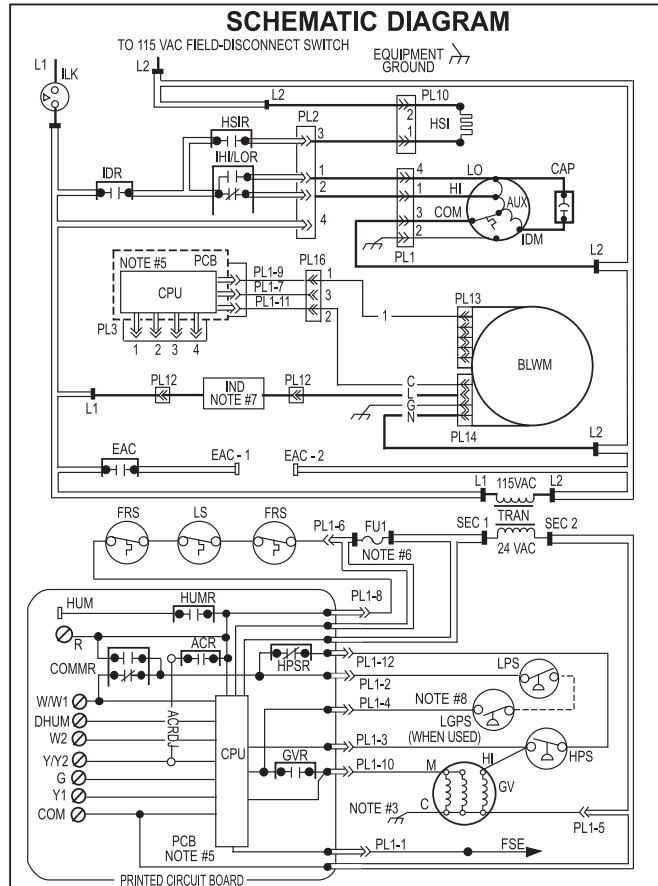 SCHEMATIC DIAGRAM
TO 115 VAC FIELD-DISCONNECT SWITCH
EQUIPMENT
GROUND
L1
ILK
L2
L2
PL10
2
1
HSI
HSIR
PL2
3
IHI/LOR
1
2
4
IDR
4
LO
CAP
1
HI
AUX
3
COM
2
IDM
PL1
L2
NOTE #5
PCB
CPU
PL3
1 2 3 4
PL1-9
PL1-7
PL1-11
PL16
1
3
2
PL13
1
BLWM
L1
PL12
IND
NOTE #7
PL12
C
L
G
N
PL14
L2
EAC
EAC - 1
EAC - 2
L1
115VAC
L2
TRAN
SEC 1
24 VAC
SEC 2
FRS
LS
FRS
PL1-6
FU1
NOTE #6
HUM
HUMR
PL1-8
R
ACR
COMMR
HPSR
PL1-12
PL1-2
LPS
W/W1
DHUM
W2
Y/Y2
G
Y1
COM
ACRDJ
CPU
PL1-4
NOTE #8
LGPS
(WHEN USED)
PL1-3
HPS
GVR
PL1-10
M
HI
GV
C
NOTE #3
PL1-5
PCB
NOTE #5
PL1-1
FSE
PRINTED CIRCUIT BOARD